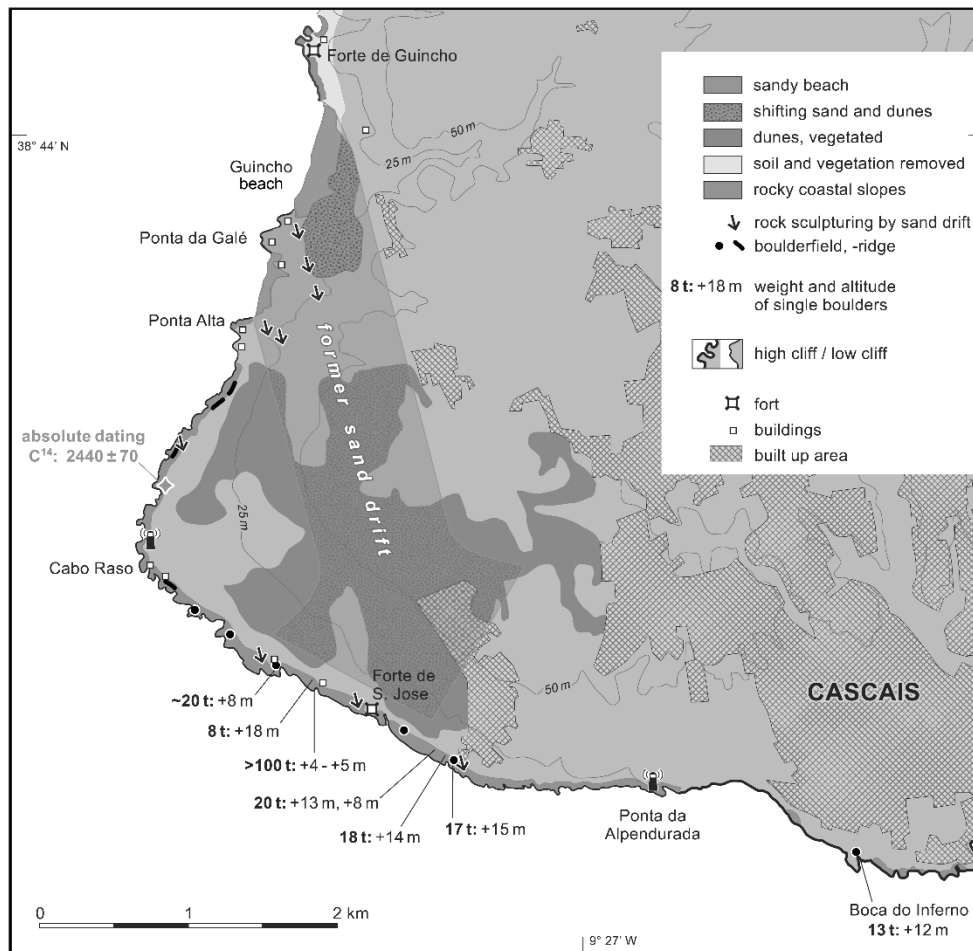 Forte de Guincho
50 m
25 m
38° 44' N
Guincho
beach
Ponta da Galé
Ponta Alta
former sand drift
absolute dating
C¹⁴: 2440 ± 70
25 m
Cabo Raso
Forte de
S. Jose
50 m
CASCAIS
~20 t: +8 m
8 t: +18 m
>100 t: +4 - +5 m
20 t: +13 m, +8 m
18 t: +14 m
17 t: +15 m
Ponta da
Alpendurada
Boca do Inferno
13 t: +12 m
0 1 2 km
9° 27' W
sandy beach
shifting sand and dunes
dunes, vegetated
soil and vegetation removed
rocky coastal slopes
rock sculpturing by sand drift
boulderfield, -ridge
8 t: +18 m weight and altitude
of single boulders
high cliff / low cliff
fort
buildings
built up area